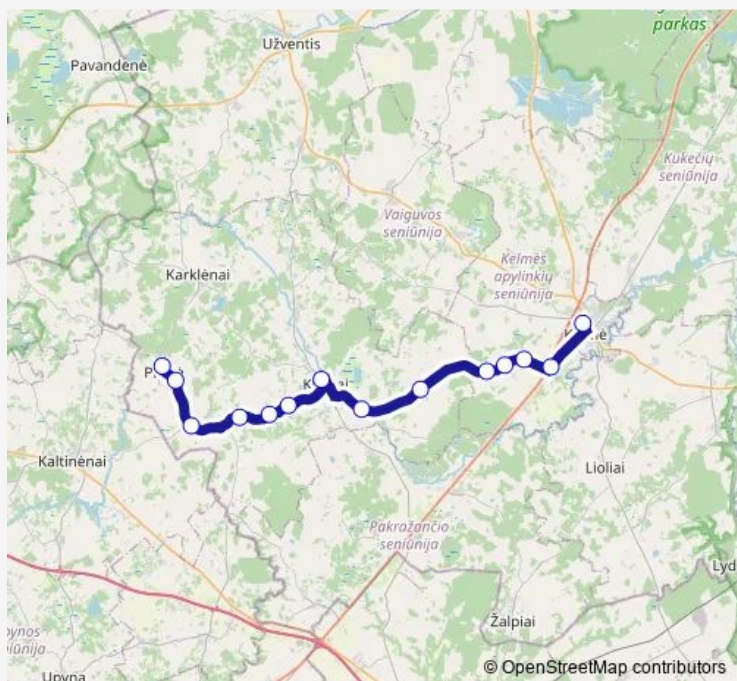 parkas
Užventis
Pavandenė
Kukečių
seniūnija
Vaiguvos
seniūnija
Kelmės
apylinkių
seniūnija
Karklėnai
Kaltinėnai
Lioliai
Pakražančio
seniūnija
Žalpiai
Upyna
© OpenStreetMap contributors